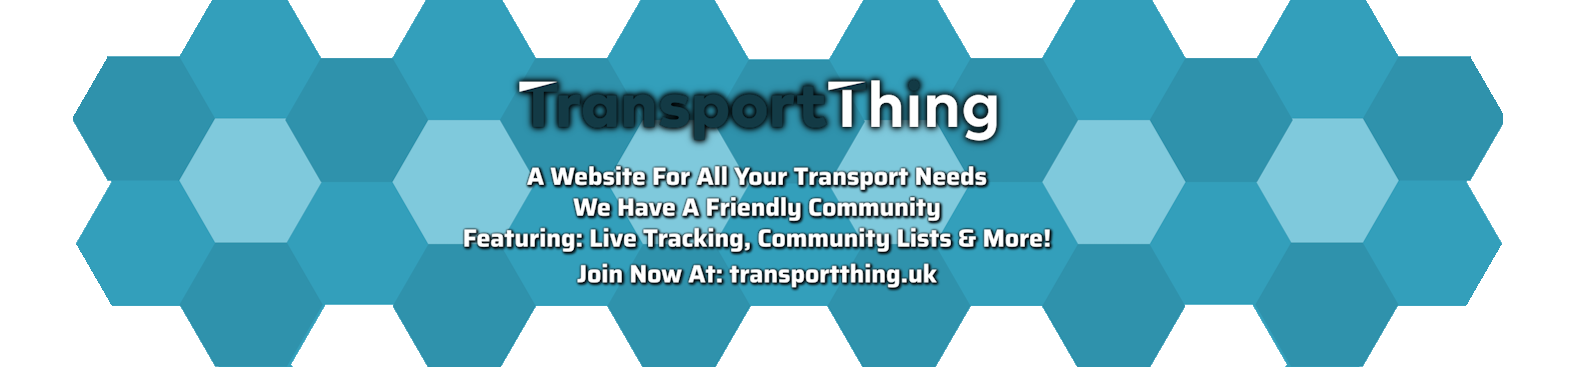 TransportThing
A Website For All Your Transport Needs
We Have A Friendly Community
Featuring: Live Tracking, Community Lists & More!
Join Now At: transportthing.uk